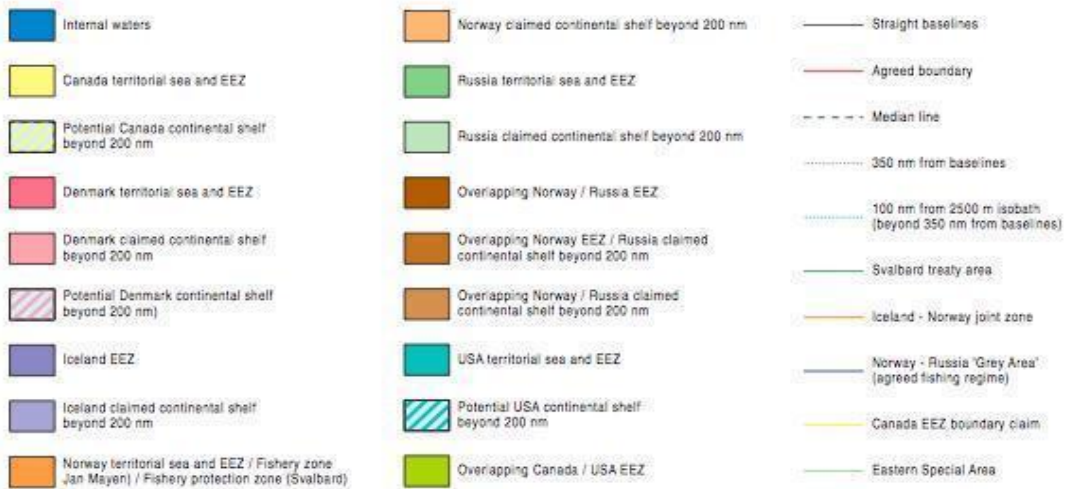 Internal waters
Canada territorial sea and EEZ
Potential Canada continental shelf
beyond 200 nm
Denmark territorial sea and EEZ
Denmark claimed continental shelf
beyond 200 nm
Potential Denmark continental shelf
beyond 200 nm)
Iceland EEZ
Iceland claimed continental shelf
beyond 200 nm
Norway territorial sea and EEZ / Fishery zone
Jan Mayen) / Fishery protection zone (Svalbard)
Norway claimed continental shelf beyond 200 nm
Russia territorial sea and EEZ
Russia claimed continental shelf beyond 200 nm
Overlapping Norway / Russia EEZ
Overlapping Norway EEZ / Russia claimed
continental shelf beyond 200 nm
Overlapping Norway / Russia claimed
continental shelf beyond 200 nm
USA territorial sea and EEZ
Potential USA continental shelf
beyond 200 nm
Overlapping Canada / USA EEZ
Straight baselines
Agreed boundary
Median line
350 nm from baselines
100 nm from 2500 m isobath
(beyond 350 nm from baselines)
Svalbard treaty area
Iceland - Norway joint zone
Norway - Russia 'Grey Area'
(agreed fishing regime)
Canada EEZ boundary claim
Eastern Special Area